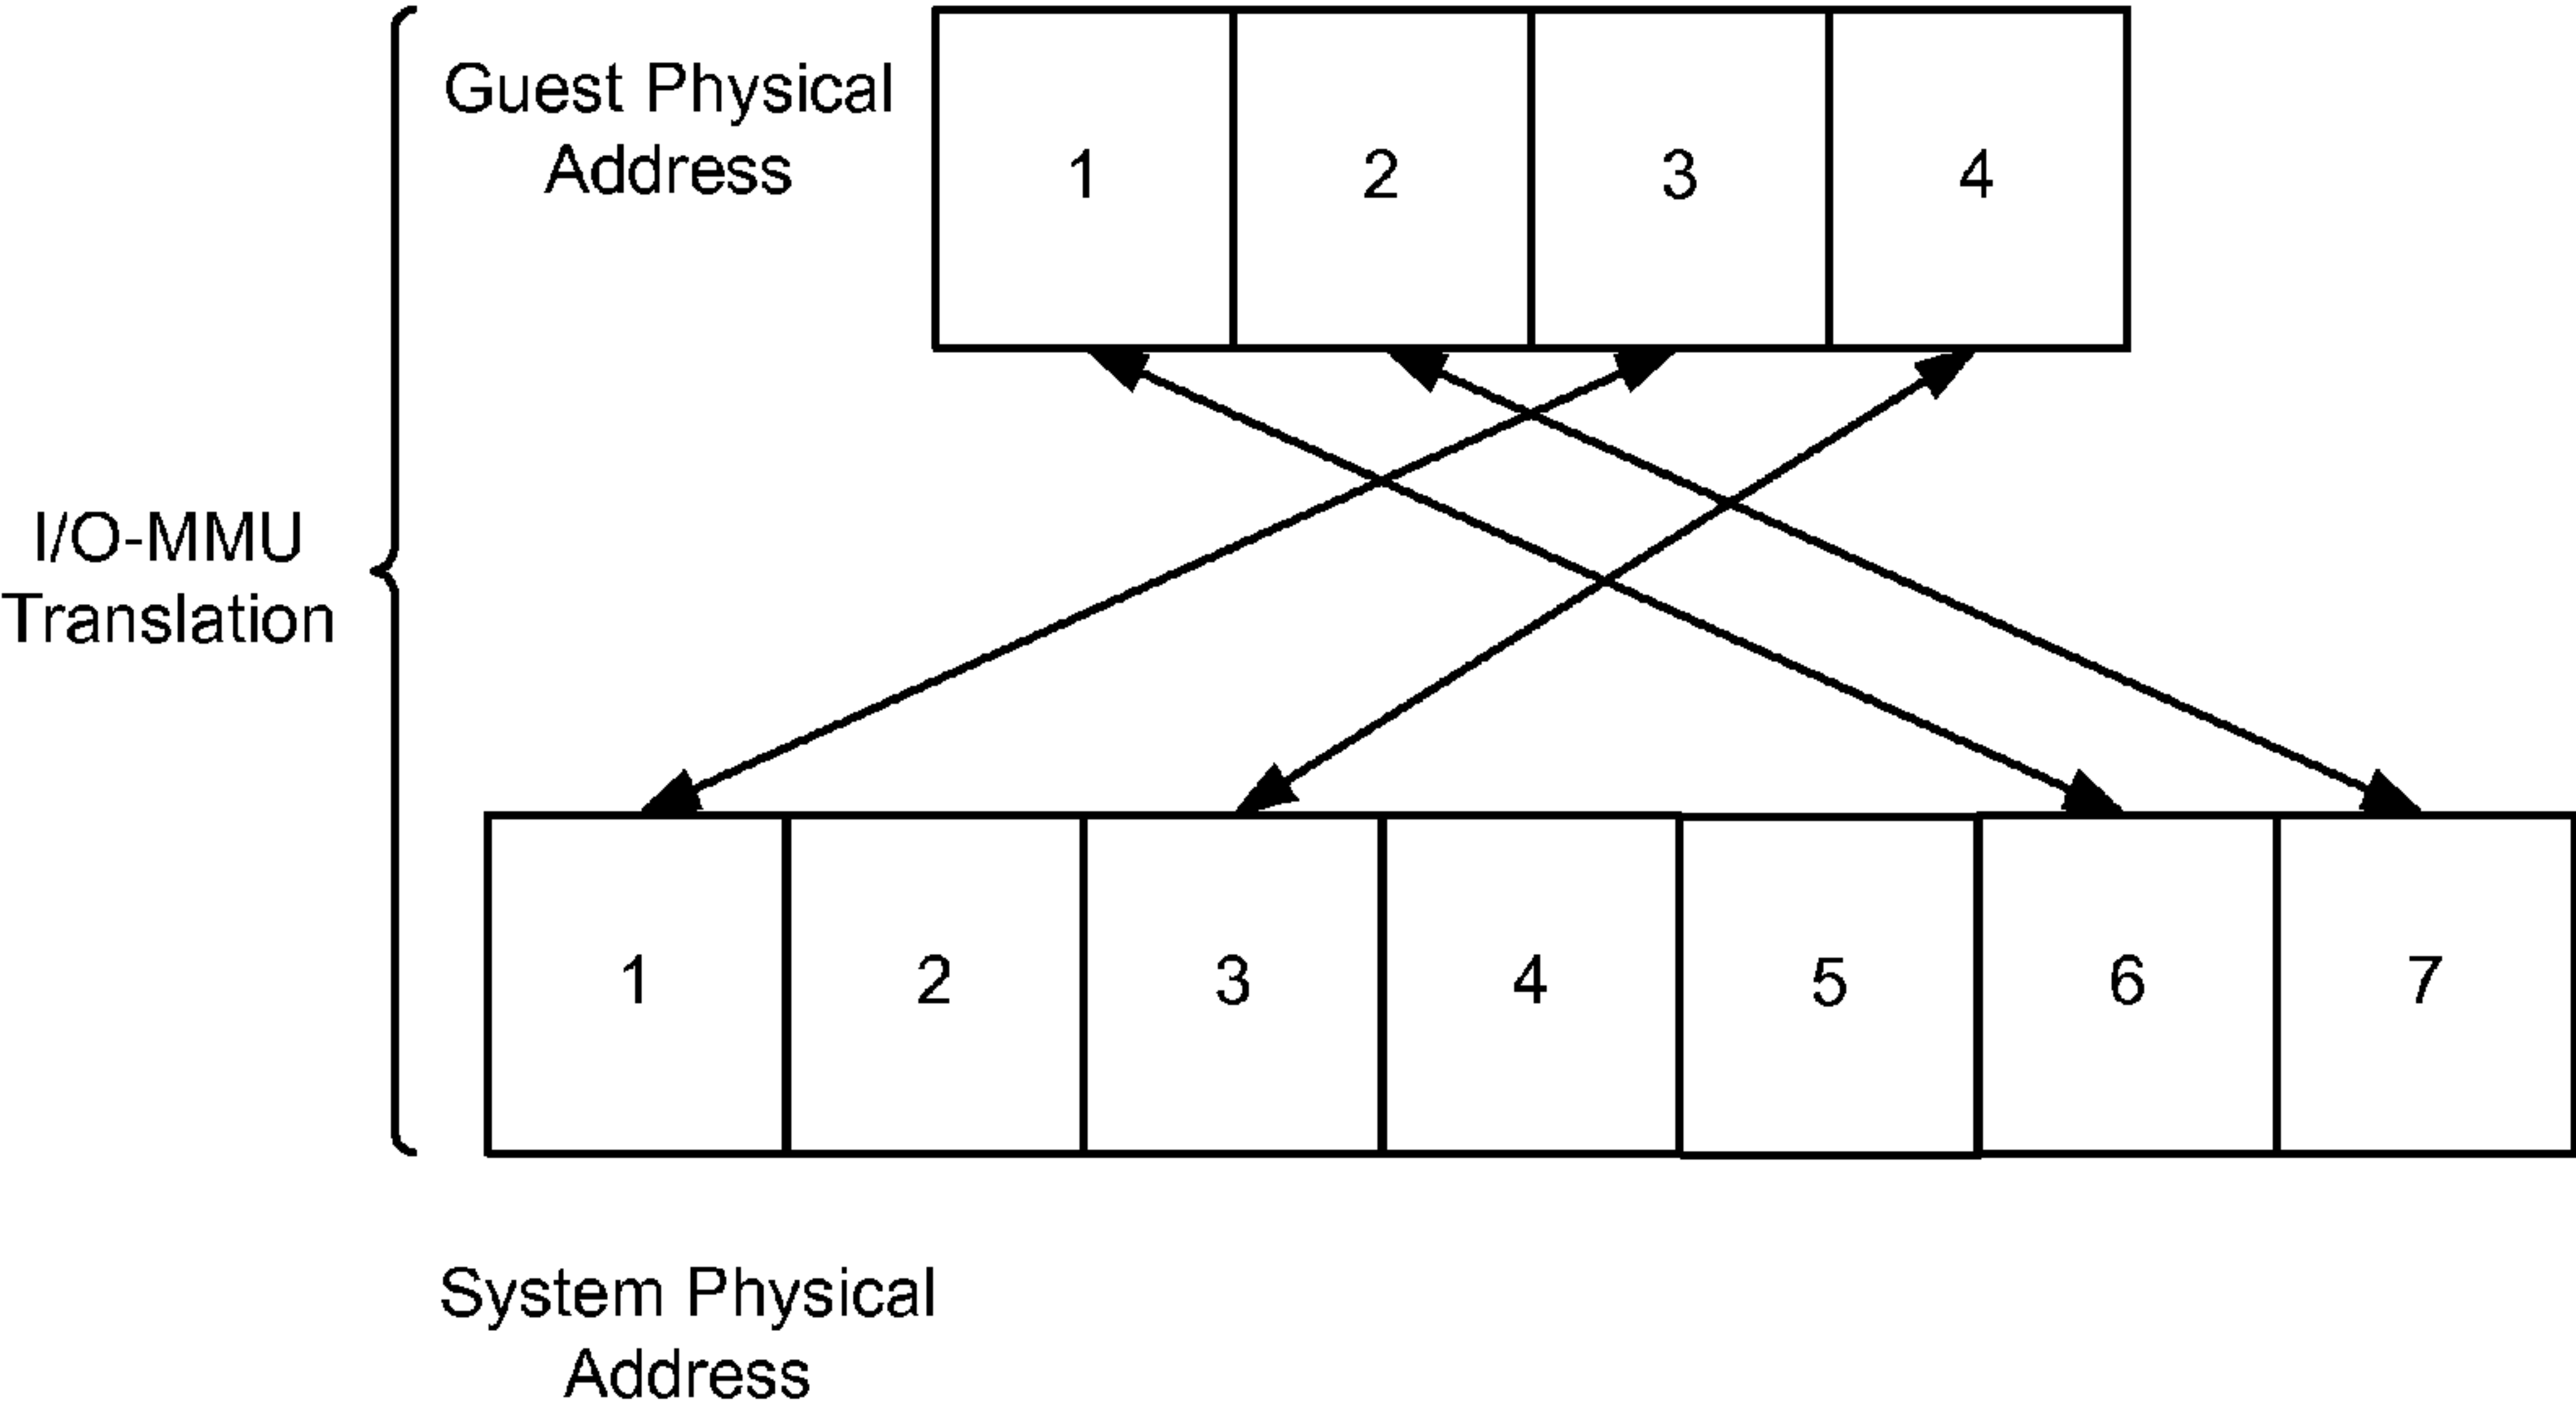 Guest Physical
Address
1 2 3 4
I/O-MMU
Translation
1 2 3 4 5 6 7
System Physical
Address